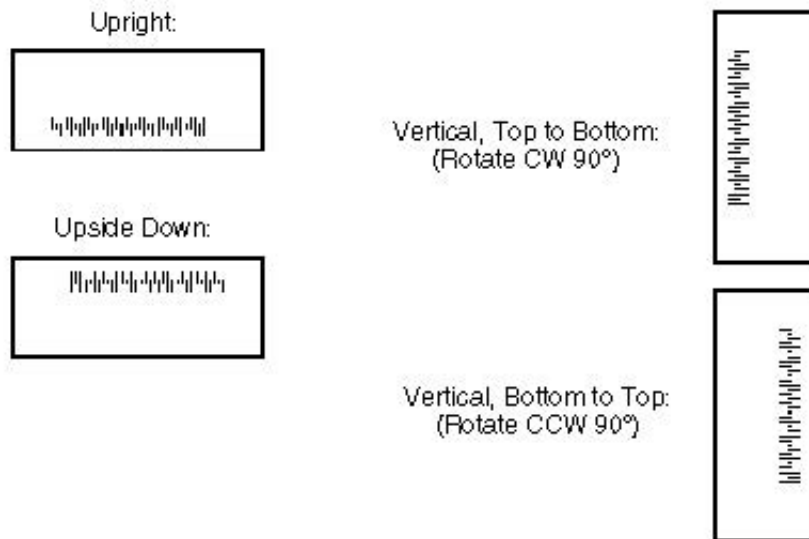 Upright:
Vertical, Top to Bottom:
(Rotate CW 90°)
Upside Down:
Vertical, Bottom to Top:
(Rotate CCW 90°)